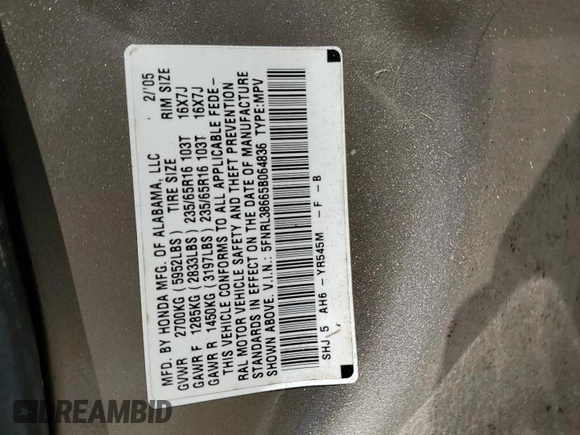 MFD. BY HONDA MFG. OF ALABAMA, LLC 2/'05
GVWR 2700KG (5952LBS) TIRE SIZE RIM SIZE
GAWR F 1285KG (2833LBS) 235/65R16 103T 16X7J
GAWR R 1450KG (3197LBS) 235/65R16 103T 16X7J
THIS VEHICLE CONFORMS TO ALL APPLICABLE FEDE-
RAL MOTOR VEHICLE SAFETY AND THEFT PREVENTION
STANDARDS IN EFFECT ON THE DATE OF MANUFACTURE
SHOWN ABOVE. V.I.N.: 5FNRL38665B064836 TYPE:MPV
SHJ 5 AH6 - YR545M - F - B
DREAMBID